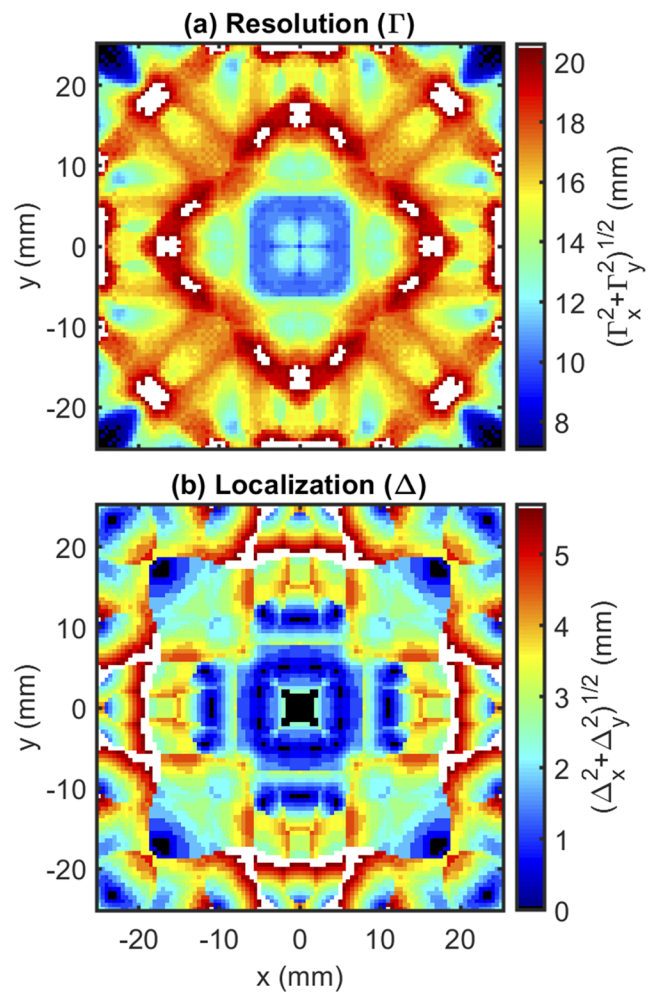 (a) Resolution (Γ)
20
10
0
-10
-20
y (mm)
20
18
16
14
12
10
8
(Γx²+Γy²)^1/2 (mm)
(b) Localization (Δ)
20
10
0
-10
-20
y (mm)
-20 -10 0 10 20
x (mm)
5
4
3
2
1
0
(Δx²+Δy²)^1/2 (mm)